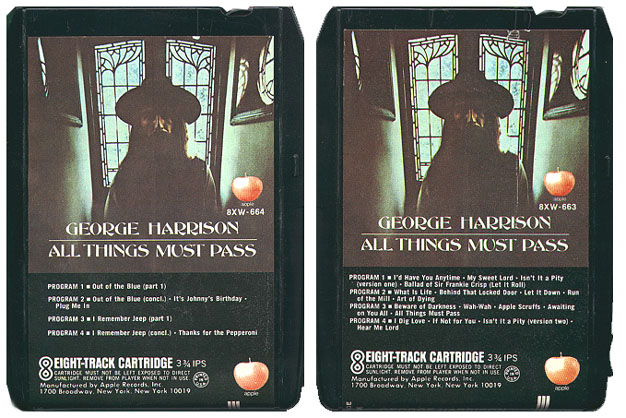 apple
8XW-664
GEORGE HARRISON
ALL THINGS MUST PASS
PROGRAM 1 ■ Out of the Blue (part 1)
PROGRAM 2 ■ Out of the Blue (concl.) • It's Johnny's Birthday •
Plug Me In
PROGRAM 3 ■ I Remember Jeep (part 1)
PROGRAM 4 ■ I Remember Jeep (concl.) • Thanks for the Pepperoni
8 EIGHT-TRACK CARTRIDGE 3¾ IPS
CARTRIDGE MUST NOT BE LEFT EXPOSED TO DIRECT
SUNLIGHT. REMOVE FROM PLAYER WHEN NOT IN USE.
Manufactured by Apple Records, Inc.
1700 Broadway, New York, New York 10019
apple
apple
8XW-663
GEORGE HARRISON
ALL THINGS MUST PASS
PROGRAM 1 ■ I'd Have You Anytime • My Sweet Lord • Isn't It a Pity
(version one) • Ballad of Sir Frankie Crisp (Let It Roll)
PROGRAM 2 ■ What Is Life • Behind That Locked Door • Let It Down • Run
of the Mill • Art of Dying
PROGRAM 3 ■ Beware of Darkness • Wah-Wah • Apple Scruffs • Awaiting
on You All • All Things Must Pass
PROGRAM 4 ■ I Dig Love • If Not for You • Isn't It a Pity (version two) •
Hear Me Lord
8 EIGHT-TRACK CARTRIDGE 3¾ IPS
CARTRIDGE MUST NOT BE LEFT EXPOSED TO DIRECT
SUNLIGHT. REMOVE FROM PLAYER WHEN NOT IN USE.
Manufactured by Apple Records, Inc.
1700 Broadway, New York, New York 10019
apple